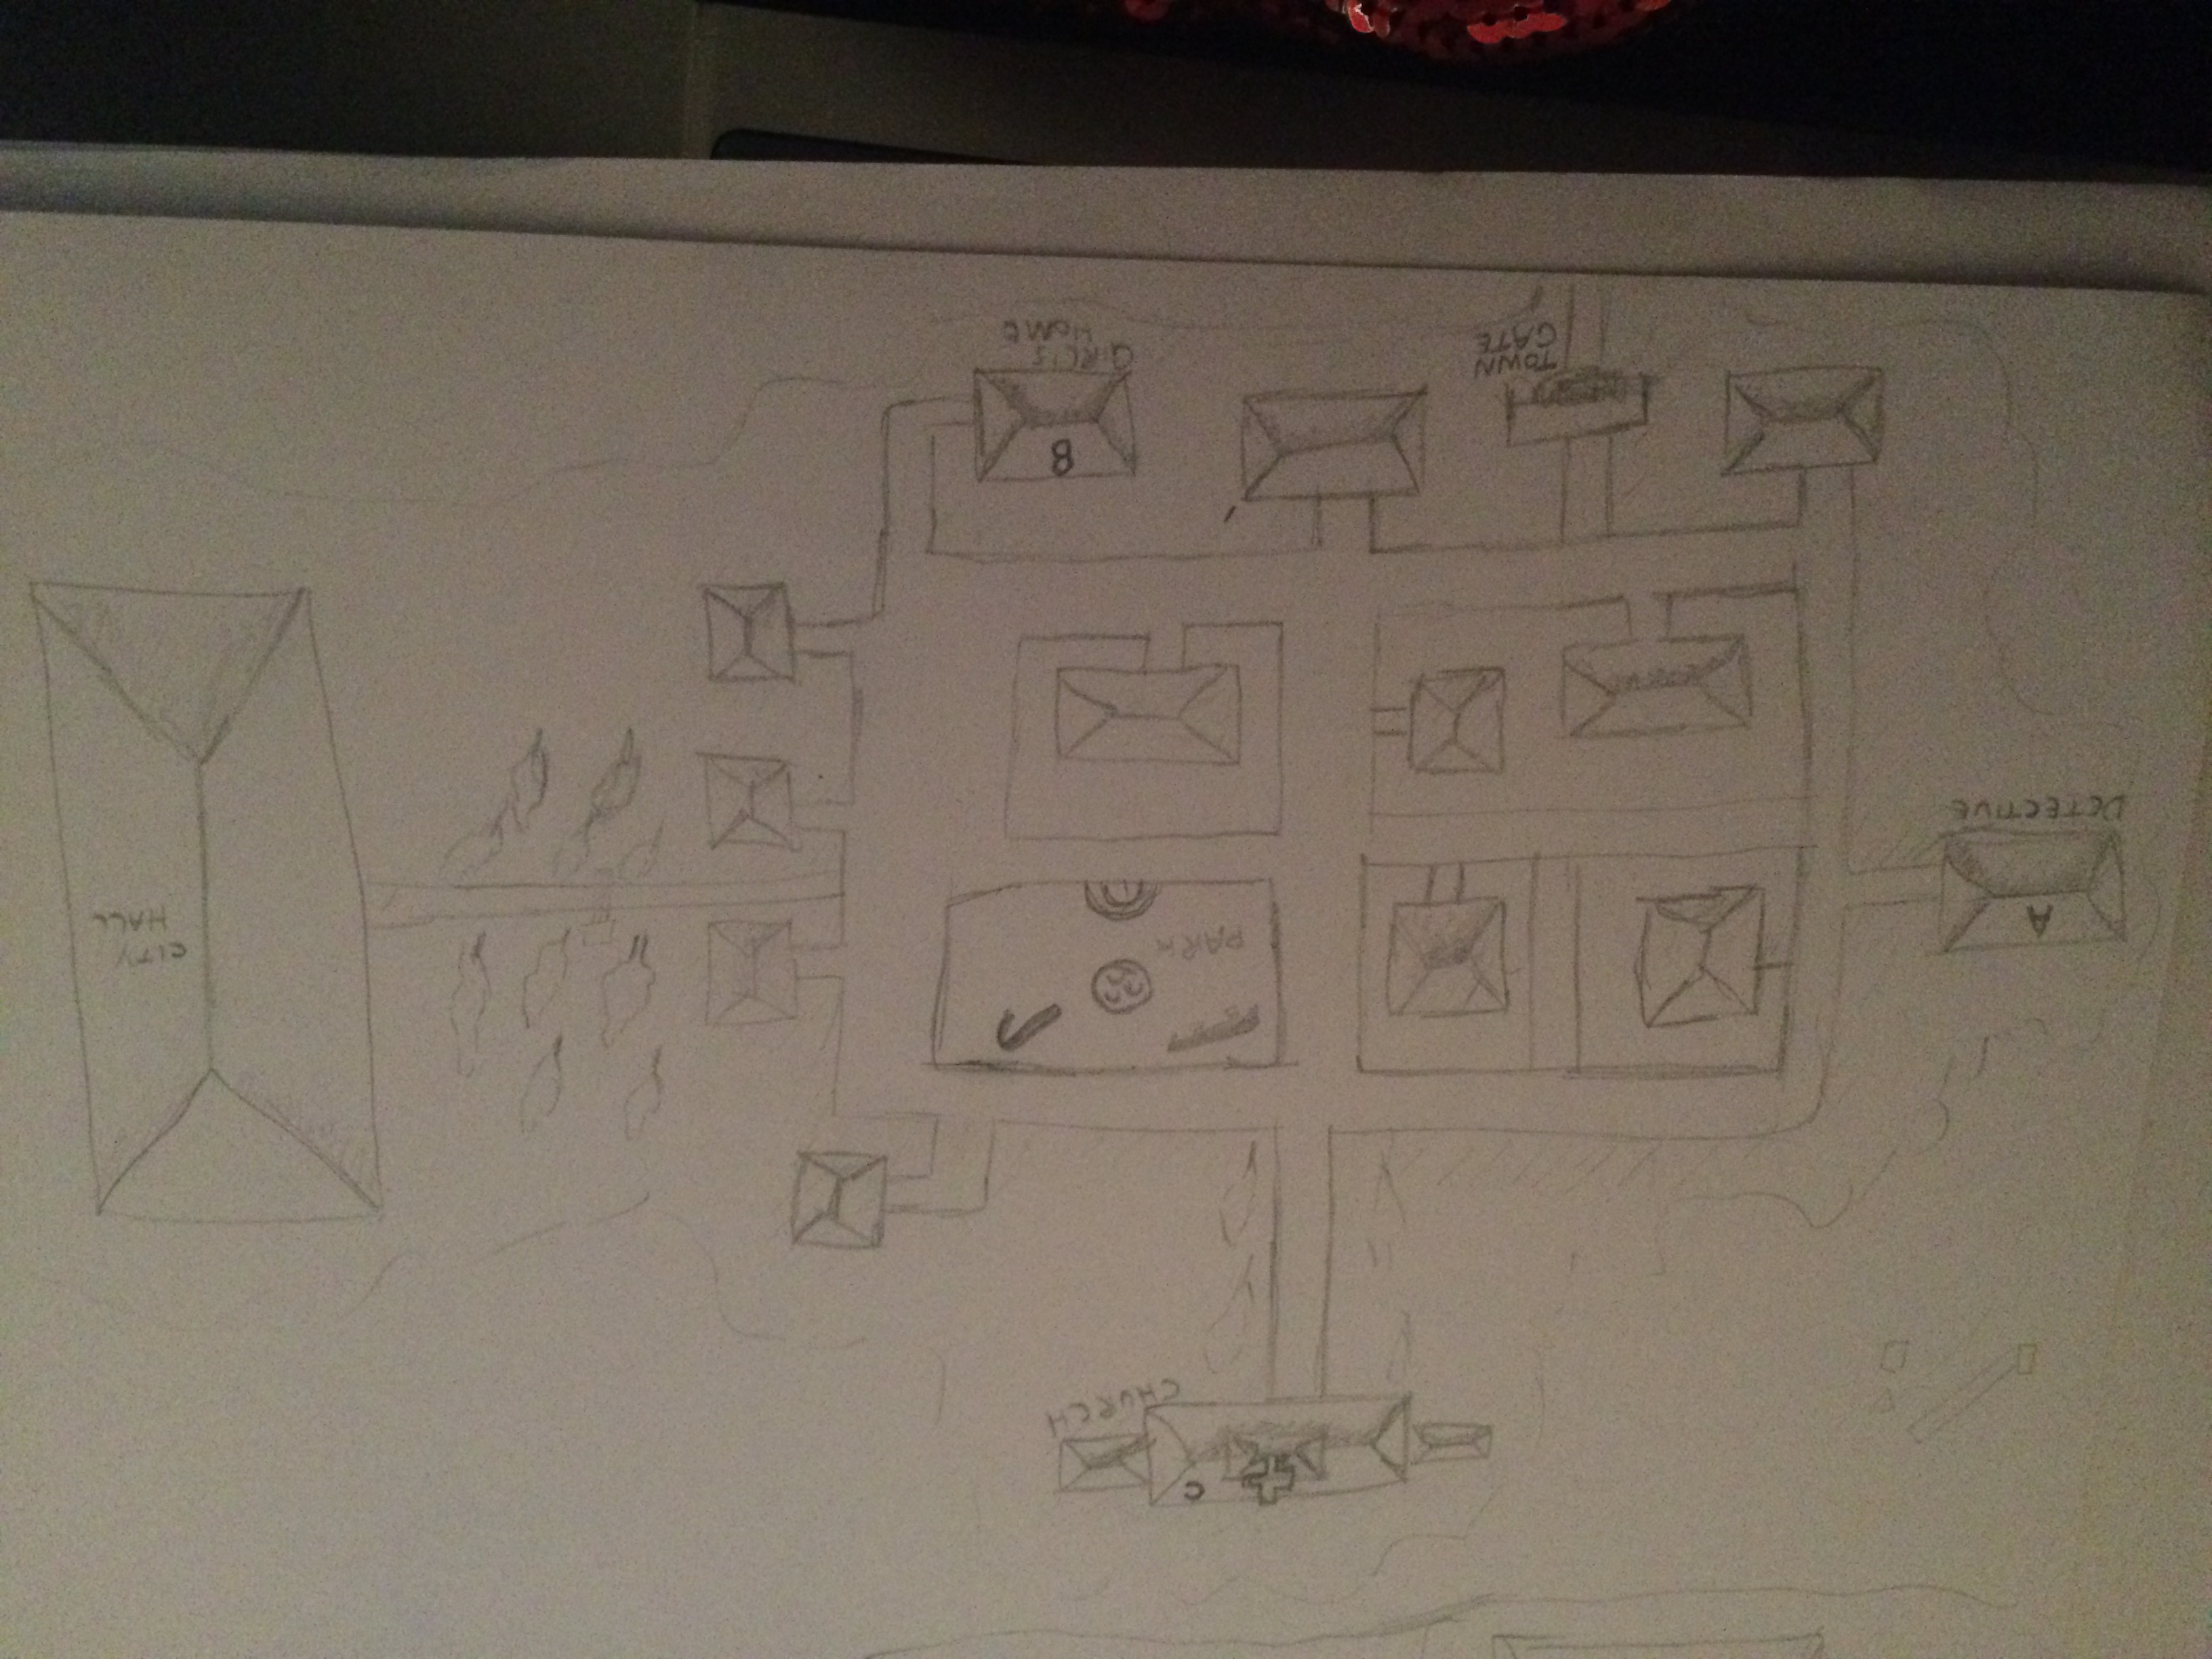 C
CHURCH
PARK
A
DETECTIVE
CITY
HALL
B
GIRL'S
HOME
TOWN
GATE